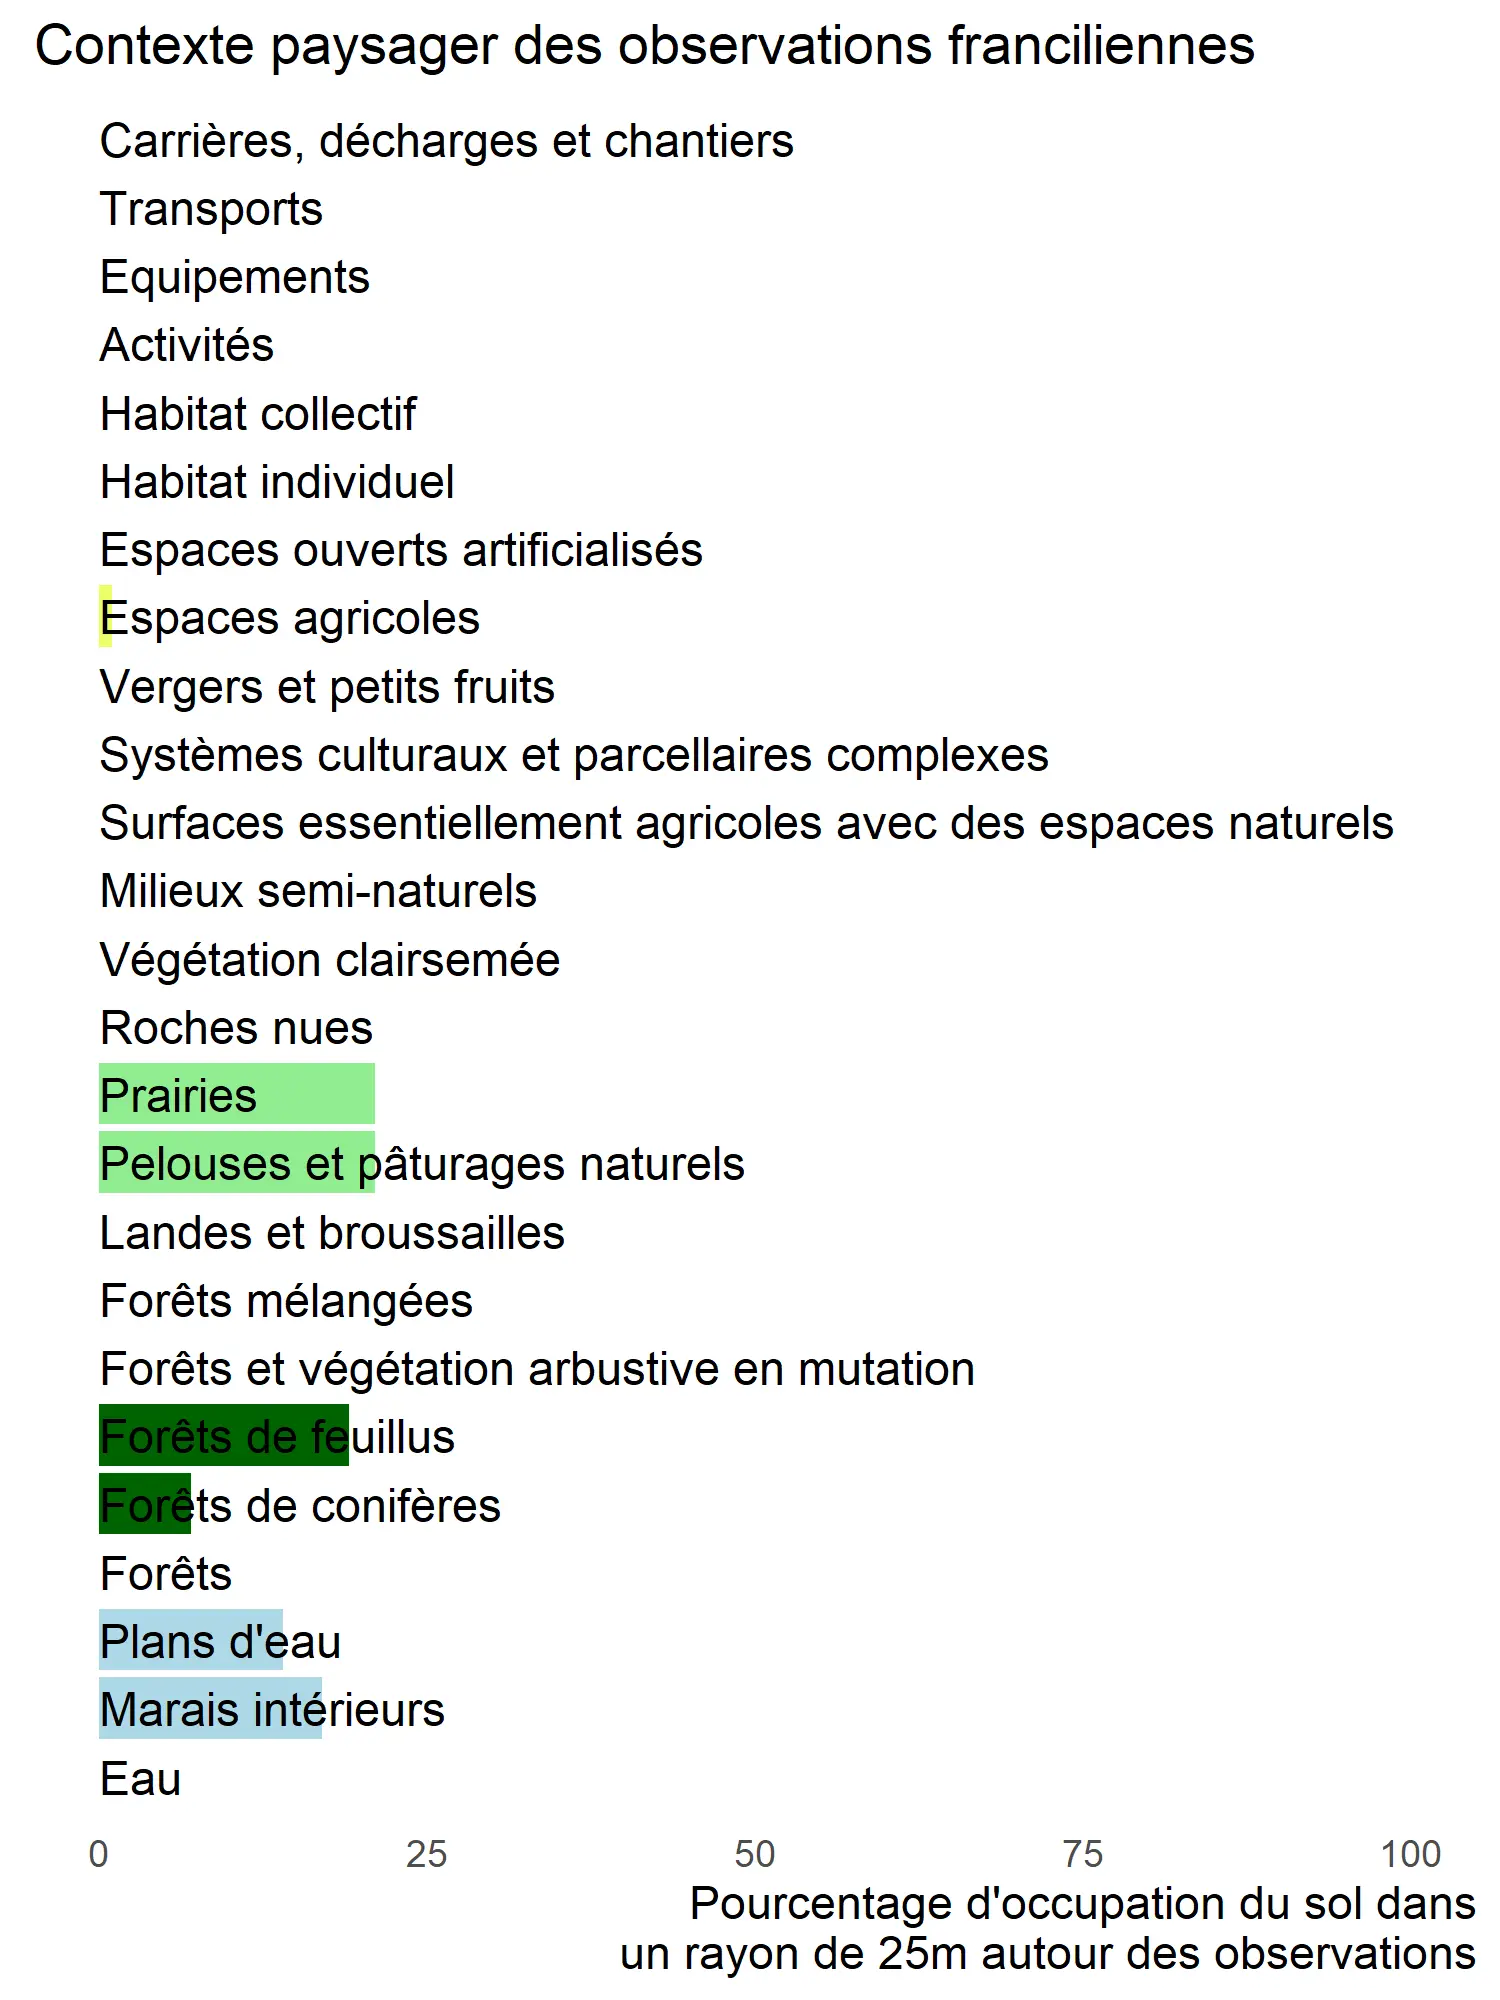 Contexte paysager des observations franciliennes
Carrières, décharges et chantiers
Transports
Equipements
Activités
Habitat collectif
Habitat individuel
Espaces ouverts artificialisés
Espaces agricoles
Vergers et petits fruits
Systèmes culturaux et parcellaires complexes
Surfaces essentiellement agricoles avec des espaces naturels
Milieux semi-naturels
Végétation clairsemée
Roches nues
Prairies
Pelouses et pâturages naturels
Landes et broussailles
Forêts mélangées
Forêts et végétation arbustive en mutation
Forêts de feuillus
Forêts de conifères
Forêts
Plans d'eau
Marais intérieurs
Eau
0 25 50 75 100
Pourcentage d'occupation du sol dans
un rayon de 25m autour des observations